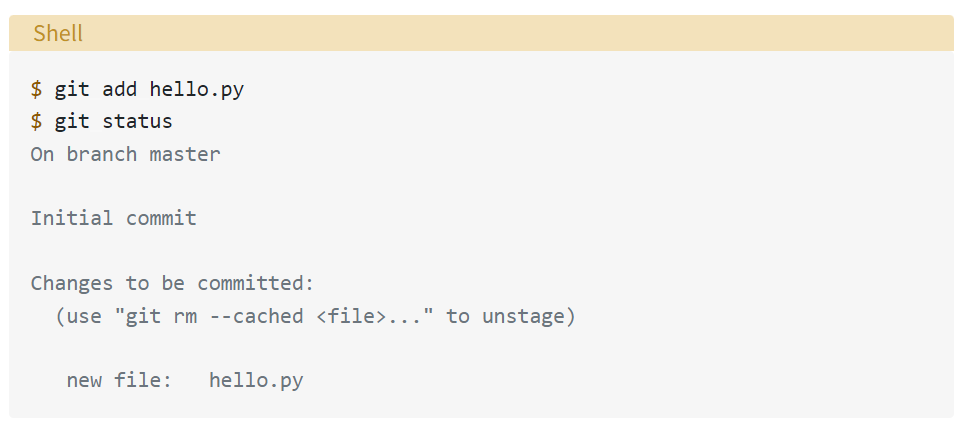 Shell
$ git add hello.py
$ git status
On branch master
Initial commit
Changes to be committed:
(use "git rm --cached <file>..." to unstage)
new file:   hello.py